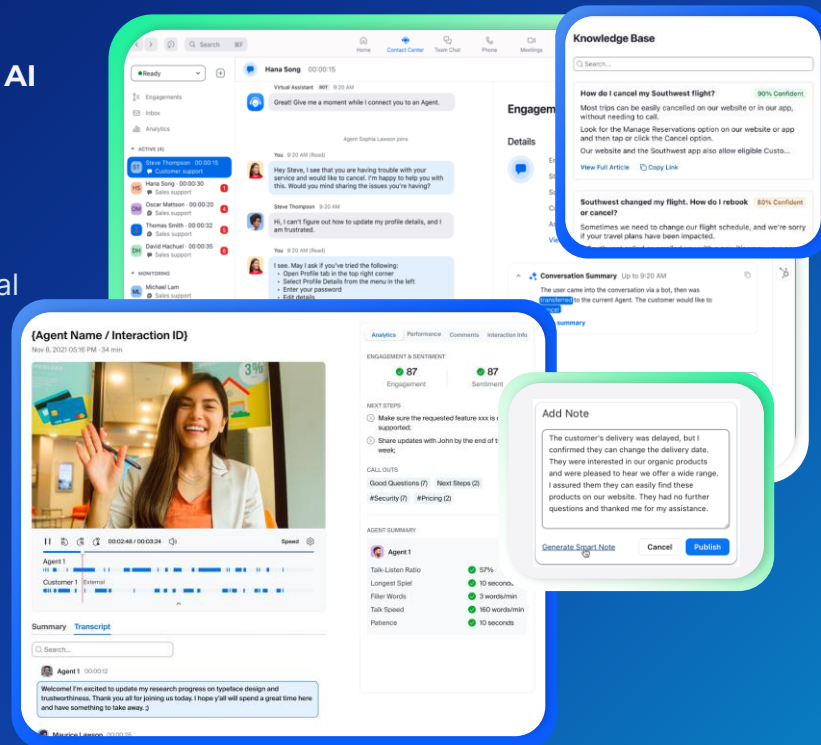 AI
al
Search
⌘F
Home
Contact Center
Team Chat
Phone
Meetings
Ready
Engagements
Inbox
Analytics
ACTIVE (4)
ST
Steve Thompson · 00:00:15
Customer support
HS
Hana Song · 00:00:30
Sales support
1
OM
Oscar Mattson · 00:00:20
Sales support
Thomas Smith · 00:00:32
Sales support
DH
David Hachuel · 00:00:35
Sales support
MONITORING
ML
Michael Lam
Sales support
Hana Song 00:00:15
Virtual Assistant BOT 9:20 AM
Great! Give me a moment while I connect you to an Agent.
Agent Sophia Lawson joins
You 9:20 AM (Read)
Hey Steve, I see that you are having trouble with your
service and would like to cancel. I'm happy to help you with
this. Would you mind sharing the issues you're having?
Steve Thompson 9:20 AM
Hi, I can't figure out how to update my profile details, and I
am frustrated.
You 9:20 AM (Read)
I see. May I ask if you've tried the following:
• Open Profile tab in the top right corner
• Select Profile Details from the menu in the left
• Enter your password
• Edit details
Engagem
Details
Conversation Summary Up to 9:20 AM
The user came into the conversation via a bot, then was
transferred to the current Agent. The customer would like to
cancel
summary
Knowledge Base
Search...
How do I cancel my Southwest flight?
90% Confident
Most trips can be easily cancelled on our website or in our app,
without needing to call.
Look for the Manage Reservations option on our website or app
and then tap or click the Cancel option.
Our website and the Southwest app also allow eligible Custo...
View Full Article
Copy Link
Southwest changed my flight. How do I rebook
or cancel?
80% Confident
Sometimes we need to change our flight schedule, and we're sorry
if your travel plans have been impacted.
{Agent Name / Interaction ID}
Nov 8, 2021 05:16 PM · 34 min
3%
00:02:48 / 00:03:24
Speed
Agent 1
Customer 1 External
Summary
Transcript
Search...
Agent 1 00:00:12
Welcome! I'm excited to update my research progress on typeface design and
trustworthiness. Thank you all for joining us today. I hope y'all will spend a great time here
and have something to take away. ;)
Maurice Lawson 00:00:25
Analytics
Performance
Comments
Interaction Info
ENGAGEMENT & SENTIMENT
87
Engagement
87
Sentiment
NEXT STEPS
Make sure the requested feature xxx is
supported;
Share updates with John by the end of
week;
CALL OUTS
Good Questions (7)
Next Steps (2)
#Security (7)
#Pricing (2)
AGENT SUMMARY
Agent 1
Talk-Listen Ratio
57%
Longest Spiel
10 seconds
Filler Words
3 words/min
Talk Speed
160 words/min
Patience
10 seconds
Add Note
The customer's delivery was delayed, but I
confirmed they can change the delivery date.
They were interested in our organic products
and were pleased to hear we offer a wide range.
I assured them they can easily find these
products on our website. They had no further
questions and thanked me for my assistance.
Generate Smart Note
Cancel
Publish